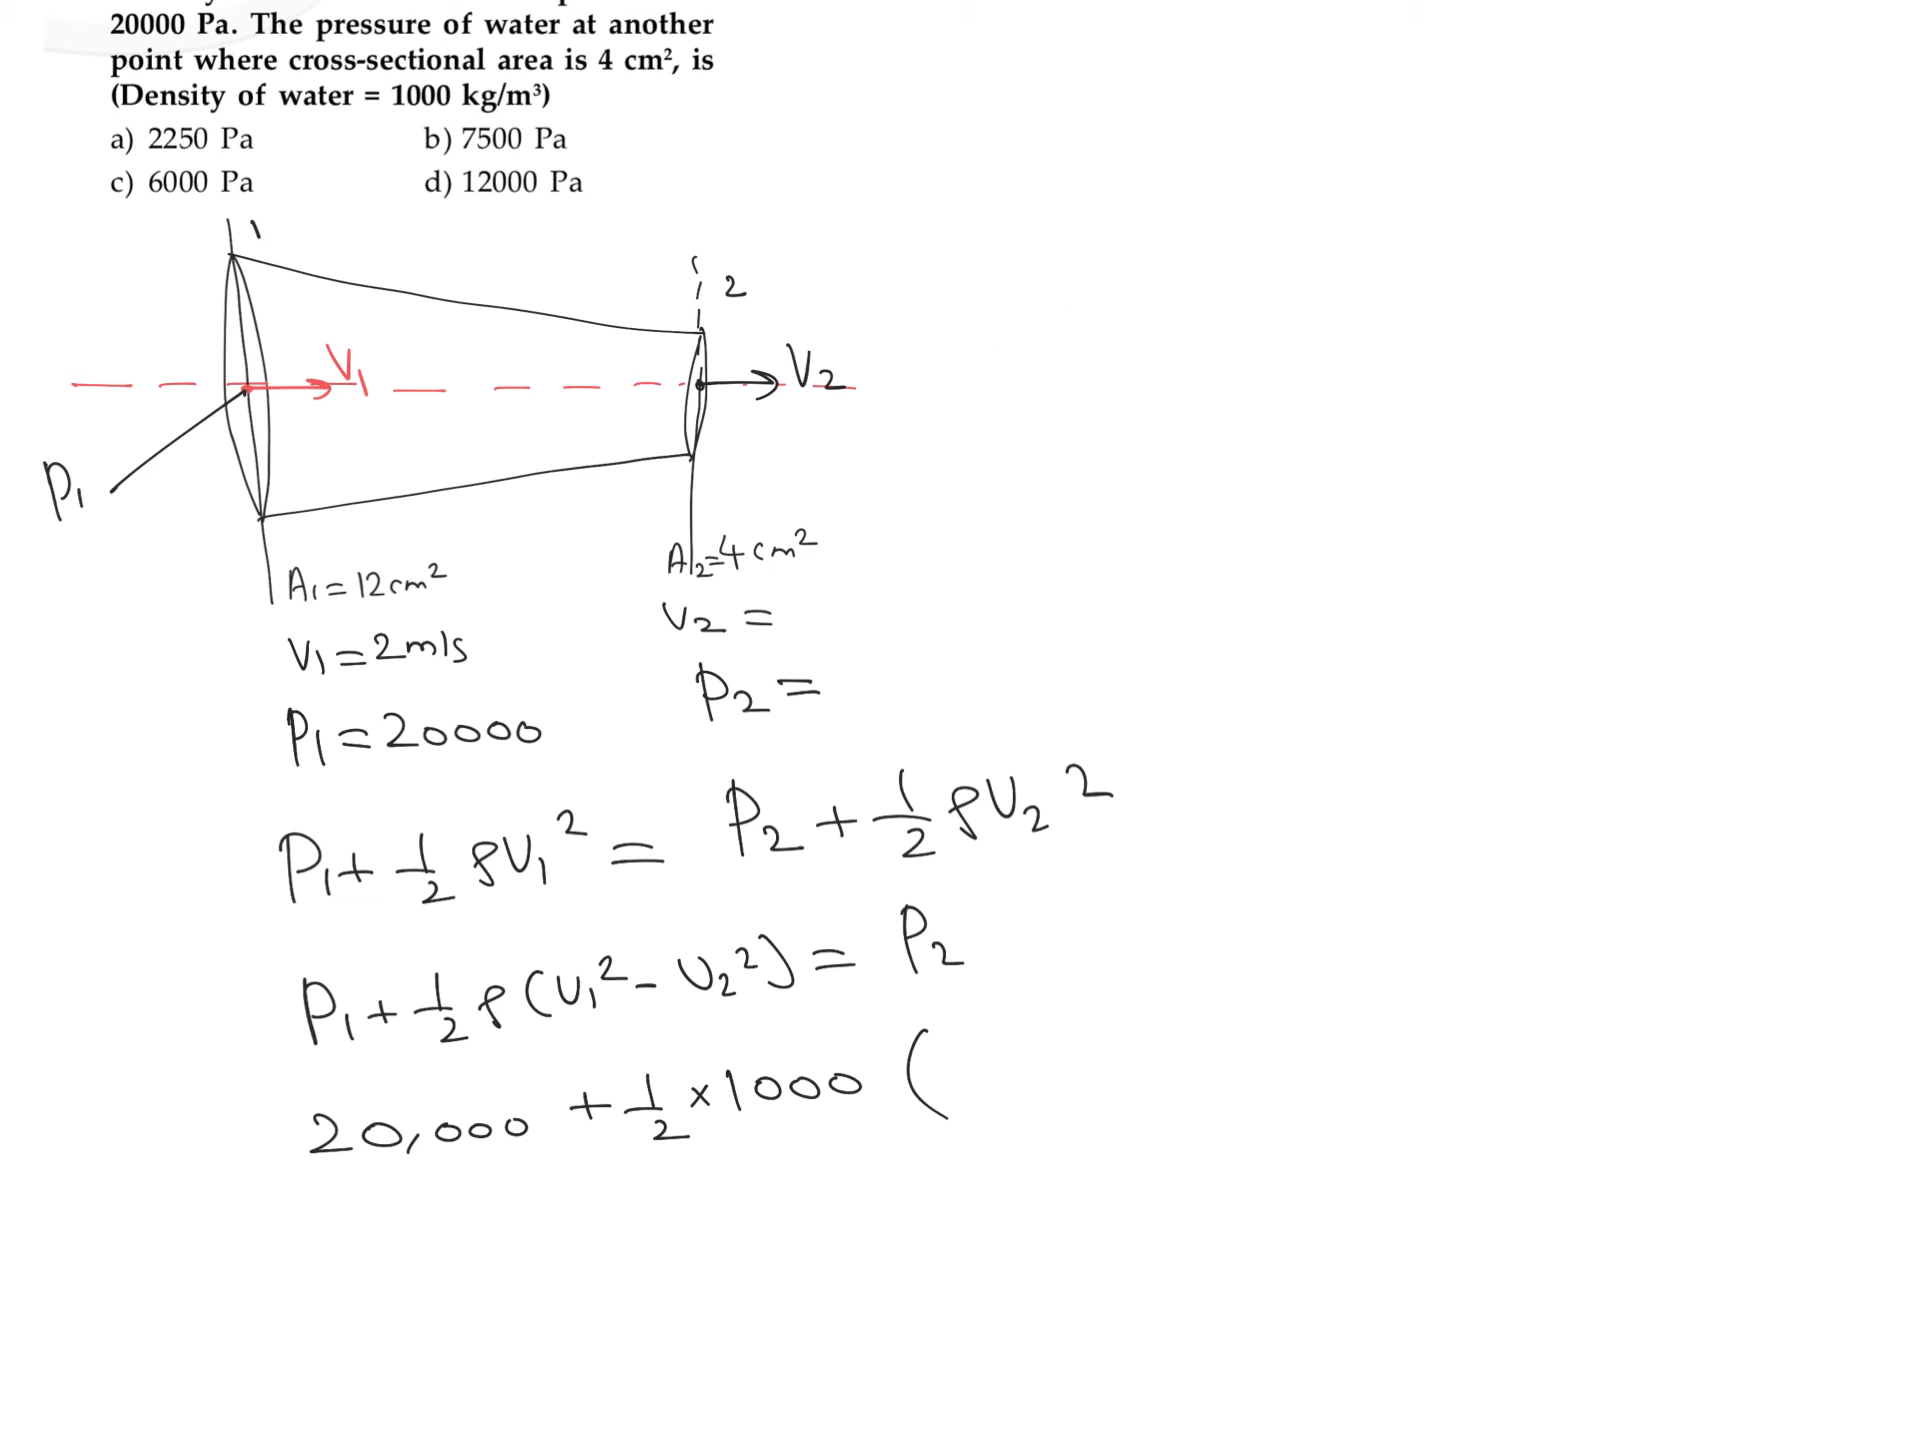 20000 Pa. The pressure of water at another
point where cross-sectional area is 4 cm², is
(Density of water = 1000 kg/m³)
a) 2250 Pa b) 7500 Pa
c) 6000 Pa d) 12000 Pa
1
2
V₁
V₂
P₁
A₁ = 12 cm²
A₂ = 4 cm²
V₁ = 2 m/s
V₂ =
P₁ = 20000
P₂ =
P₁ + 1/2 ρV₁² = P₂ + 1/2 ρV₂²
P₁ + 1/2 ρ(V₁² - V₂²) = P₂
20,000 + 1/2 × 1000 (